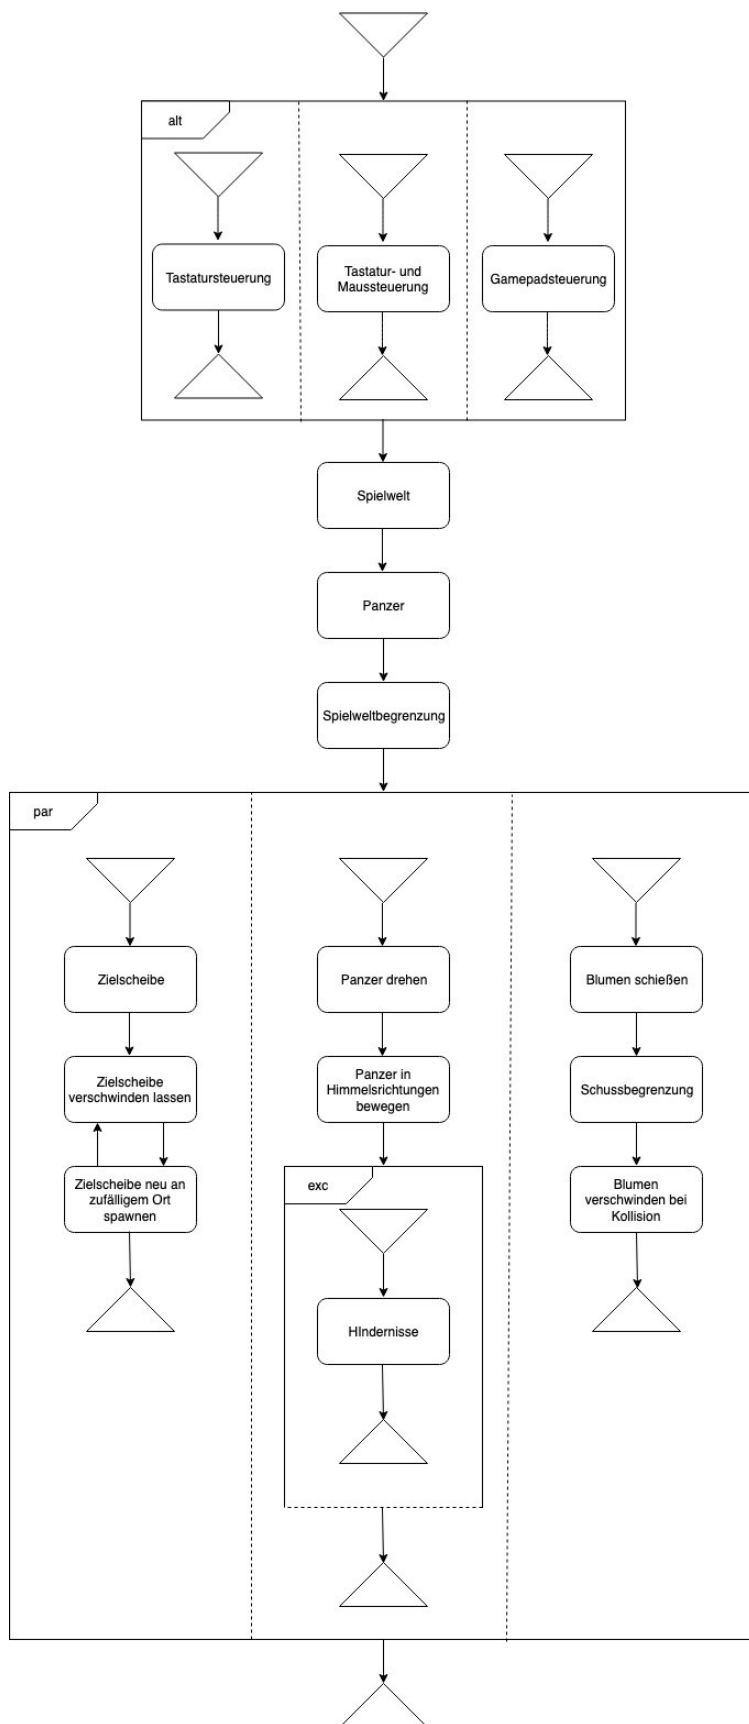 alt
Tastatursteuerung
Tastatur- und
Maussteuerung
Gamepadsteuerung
Spielwelt
Panzer
Spielweltbegrenzung
par
Zielscheibe
Zielscheibe
verschwinden lassen
Zielscheibe neu an
zufälligem Ort
spawnen
Panzer drehen
Panzer in
Himmelsrichtungen
bewegen
exc
HIndernisse
Blumen schießen
Schussbegrenzung
Blumen
verschwinden bei
Kollision